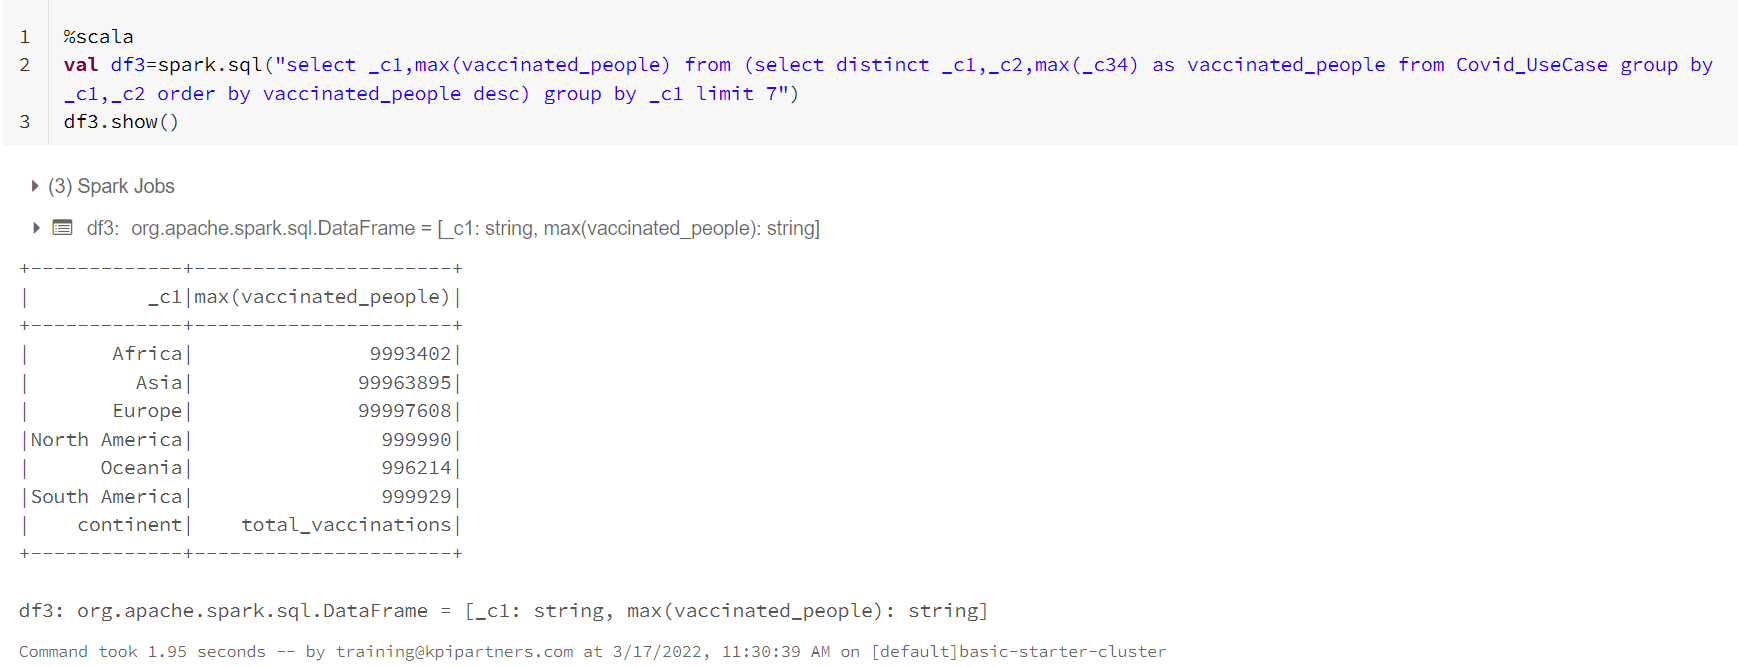 1 %scala
2 val df3=spark.sql("select _c1,max(vaccinated_people) from (select distinct _c1,_c2,max(_c34) as vaccinated_people from Covid_UseCase group by
_c1,_c2 order by vaccinated_people desc) group by _c1 limit 7")
3 df3.show()
(3) Spark Jobs
df3: org.apache.spark.sql.DataFrame = [_c1: string, max(vaccinated_people): string]
+-------------+----------------------+
|          _c1|max(vaccinated_people)|
+-------------+----------------------+
|       Africa|               9993402|
|         Asia|              99963895|
|       Europe|              99997608|
|North America|                999990|
|      Oceania|                996214|
|South America|                999929|
|    continent|    total_vaccinations|
+-------------+----------------------+
df3: org.apache.spark.sql.DataFrame = [_c1: string, max(vaccinated_people): string]
Command took 1.95 seconds -- by training@kpipartners.com at 3/17/2022, 11:30:39 AM on [default]basic-starter-cluster